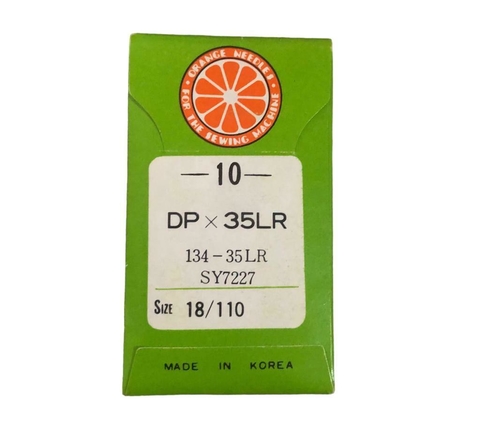 ORANGE NEEDLES
FOR THE SEWING MACHINE
—10—
DP × 35LR
134-35LR
SY7227
SIZE 18/110
MADE IN KOREA